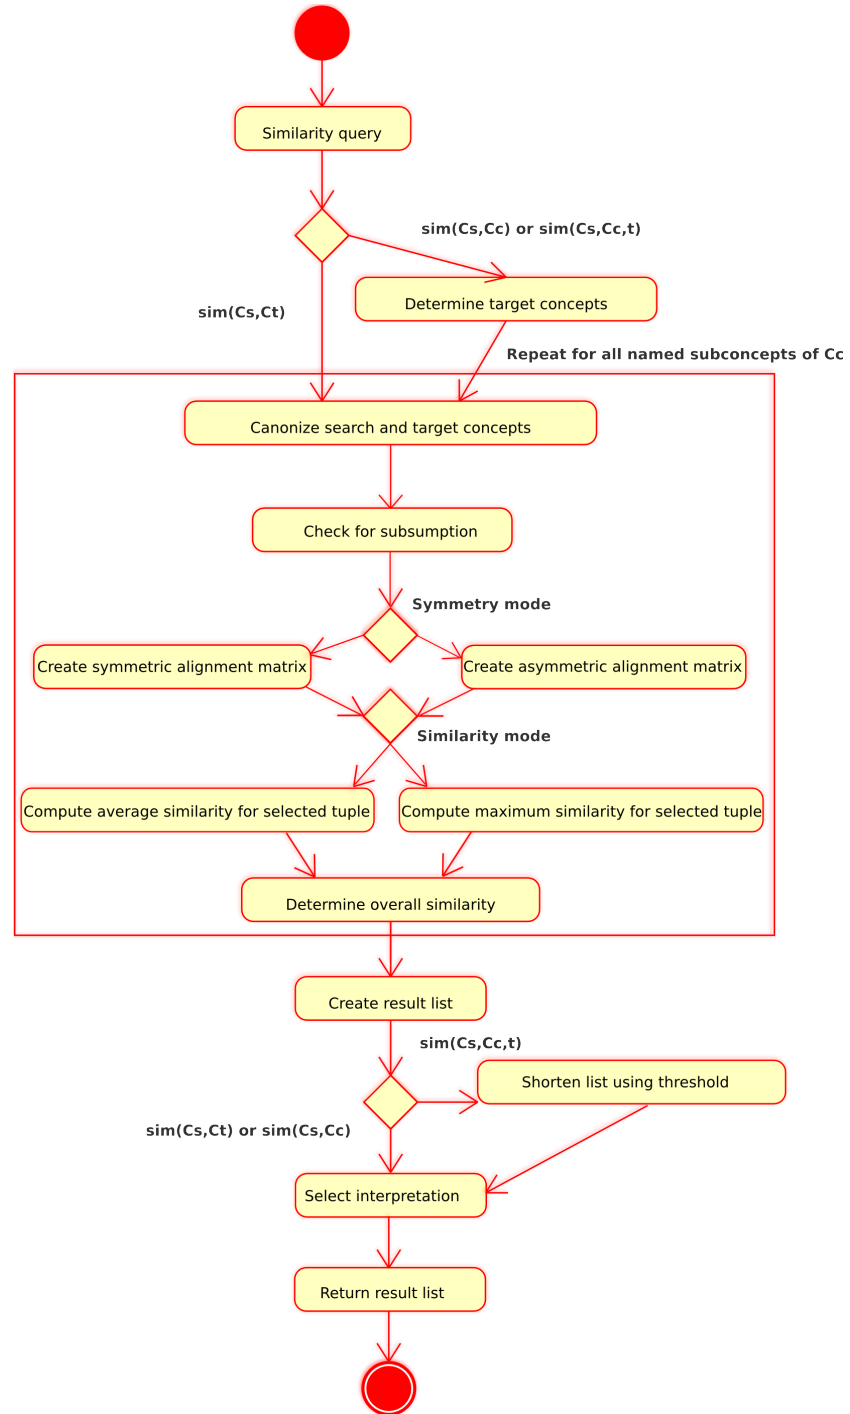 Similarity query
sim(Cs,Cc) or sim(Cs,Cc,t)
Determine target concepts
sim(Cs,Ct)
Repeat for all named subconcepts of Cc
Canonize search and target concepts
Check for subsumption
Symmetry mode
Create symmetric alignment matrix
Create asymmetric alignment matrix
Similarity mode
Compute average similarity for selected tuple
Compute maximum similarity for selected tuple
Determine overall similarity
Create result list
sim(Cs,Cc,t)
Shorten list using threshold
sim(Cs,Ct) or sim(Cs,Cc)
Select interpretation
Return result list